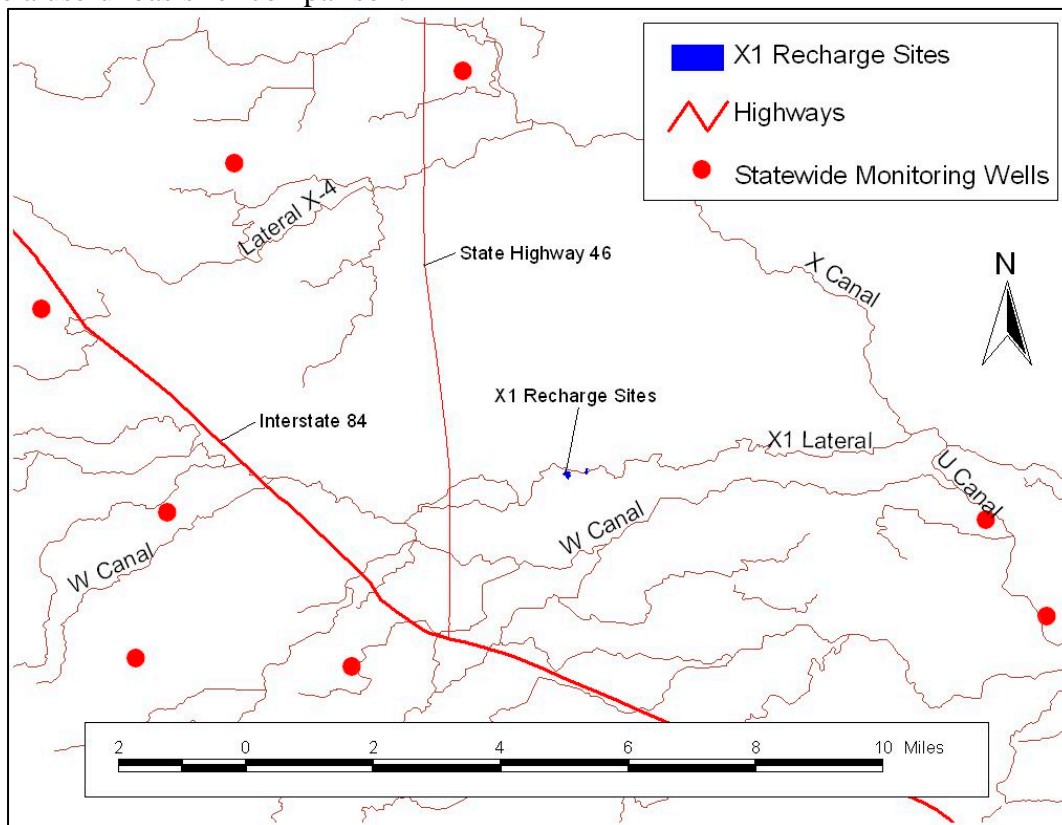 X1 Recharge Sites
Highways
Statewide Monitoring Wells
Lateral X-4
State Highway 46
X Canal
N
X1 Recharge Sites
Interstate 84
X1 Lateral
U Canal
W Canal
W Canal
2 0 2 4 6 8 10 Miles